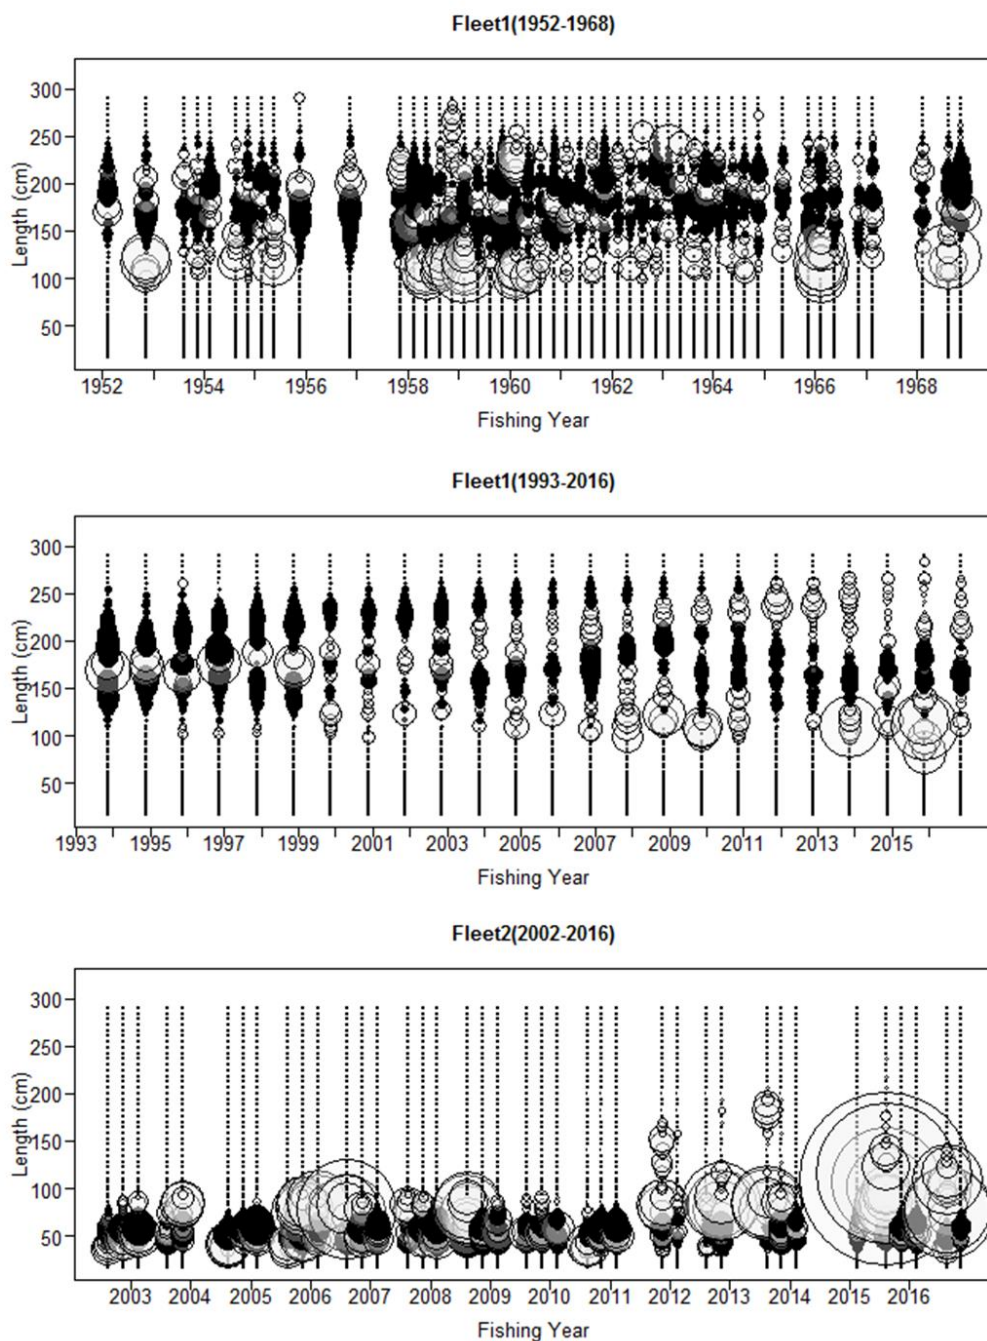 Fleet1(1952-1968)
Length (cm)
300
250
200
150
100
50
1952 1954 1956 1958 1960 1962 1964 1966 1968
Fishing Year
Fleet1(1993-2016)
Length (cm)
300
250
200
150
100
50
1993 1995 1997 1999 2001 2003 2005 2007 2009 2011 2013 2015
Fishing Year
Fleet2(2002-2016)
Length (cm)
300
250
200
150
100
50
2003 2004 2005 2006 2007 2008 2009 2010 2011 2012 2013 2014 2015 2016
Fishing Year